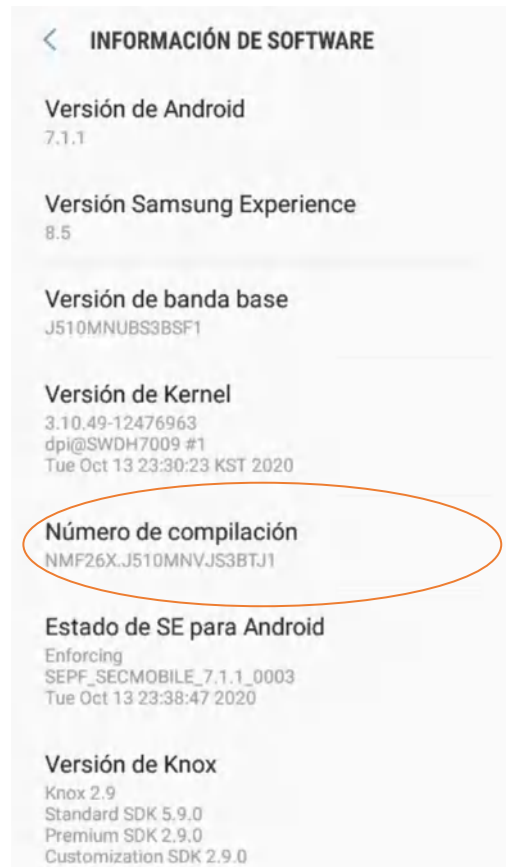 INFORMACIÓN DE SOFTWARE
Versión de Android
7.1.1
Versión Samsung Experience
8.5
Versión de banda base
J510MNUBS3BSF1
Versión de Kernel
3.10.49-12476963
dpi@SWDH7009 #1
Tue Oct 13 23:30:23 KST 2020
Número de compilación
NMF26X.J510MNVJS3BTJ1
Estado de SE para Android
Enforcing
SEPF_SECMOBILE_7.1.1_0003
Tue Oct 13 23:38:47 2020
Versión de Knox
Knox 2.9
Standard SDK 5.9.0
Premium SDK 2.9.0
Customization SDK 2.9.0